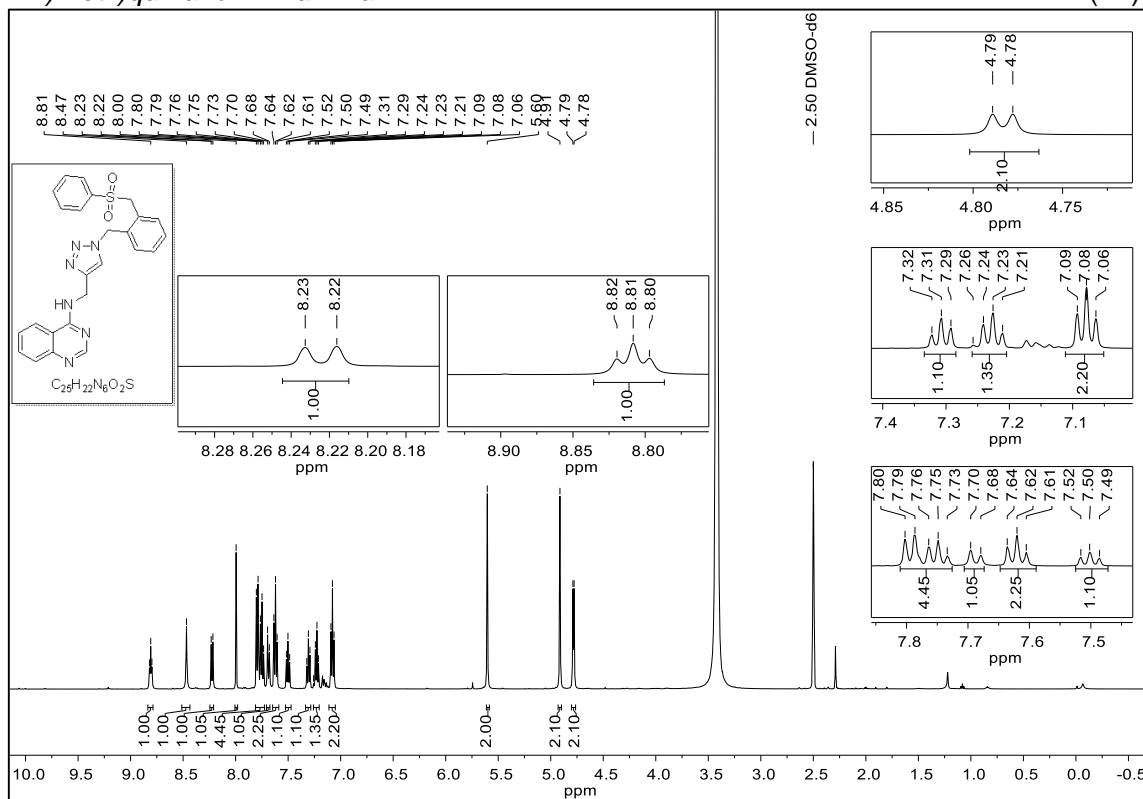 8.81 8.47 8.23 8.22 8.00 7.80 7.79 7.76 7.75 7.73 7.70 7.68 7.64 7.62 7.61 7.52 7.50 7.49 7.31 7.29 7.24 7.23 7.21 7.09 7.08 7.06 5.60 4.91 4.79 4.78
2.50 DMSO-d6
4.79 4.78
2.10
4.85 4.80 4.75
ppm
O
S
O
N
N
N
HN
N
N
C25H22N6O2S
8.23 8.22
1.00
8.28 8.26 8.24 8.22 8.20 8.18
ppm
8.82 8.81 8.80
1.00
8.90 8.85 8.80
ppm
7.32 7.31 7.29 7.26 7.24 7.23 7.21 7.09 7.08 7.06
1.10 1.35 2.20
7.4 7.3 7.2 7.1
ppm
7.80 7.79 7.76 7.75 7.73 7.70 7.68 7.64 7.62 7.61 7.52 7.50 7.49
4.45 1.05 2.25 1.10
7.8 7.7 7.6 7.5
ppm
1.00 1.00 1.00 1.05 4.45 1.05 2.25 1.10 1.10 1.35 2.20 2.00 2.10 2.10
10.0 9.5 9.0 8.5 8.0 7.5 7.0 6.5 6.0 5.5 5.0 4.5 4.0 3.5 3.0 2.5 2.0 1.5 1.0 0.5 0.0 -0.5
ppm